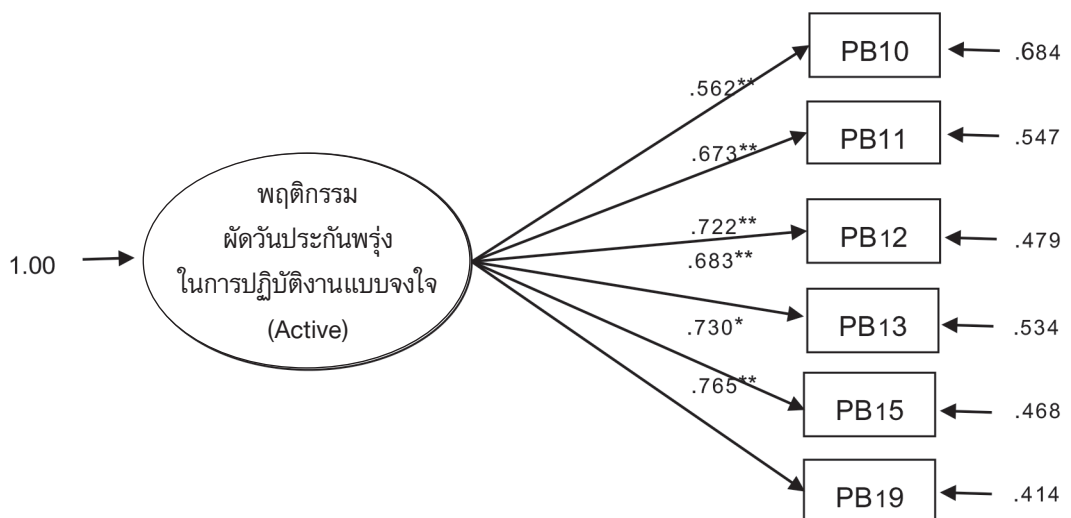 PB10
.684
.562**
PB11
.547
.673**
พฤติกรรม
ผัดวันประกันพรุ่ง
ในการปฏิบัติงานแบบจงใจ
(Active)
1.00
.722**
PB12
.479
.683**
PB13
.534
.730*
PB15
.468
.765**
PB19
.414